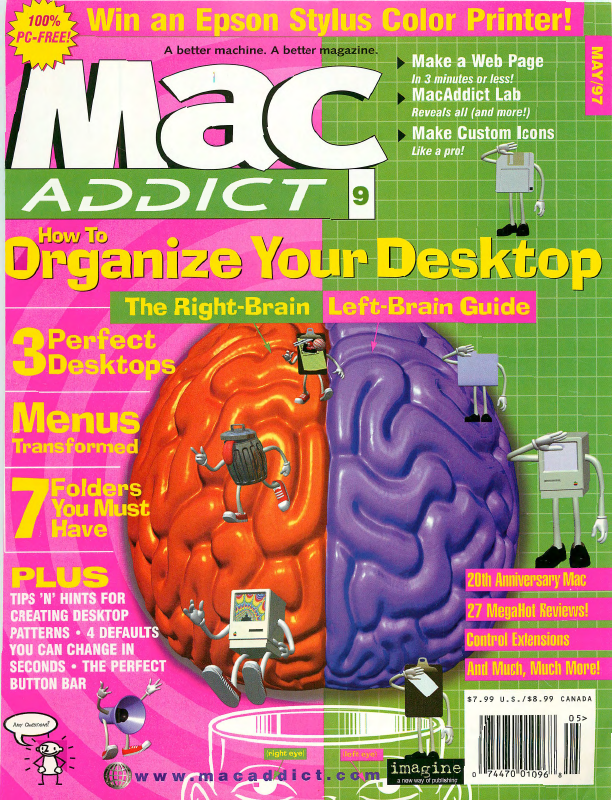 100%
PC-FREE!
Win an Epson Stylus Color Printer!
A better machine. A better magazine.
MAY/97
Mac
ADDICT
9
Make a Web Page
In 3 minutes or less!
MacAddict Lab
Reveals all (and more!)
Make Custom Icons
Like a pro!
How To
Organize Your Desktop
The Right-Brain Left-Brain Guide
3 Perfect
Desktops
Menus
Transformed
7 Folders
You Must
Have
PLUS
TIPS 'N' HINTS FOR
CREATING DESKTOP
PATTERNS • 4 DEFAULTS
YOU CAN CHANGE IN
SECONDS • THE PERFECT
BUTTON BAR
20th Anniversary Mac
27 MegaHot Reviews!
Control Extensions
And Much, Much More!
$7.99 U.S./$8.99 CANADA
05>
0 74470 01096 8
Any Questions?
(right eye)
(left eye)
www.macaddict.com
imagine
a new way of publishing